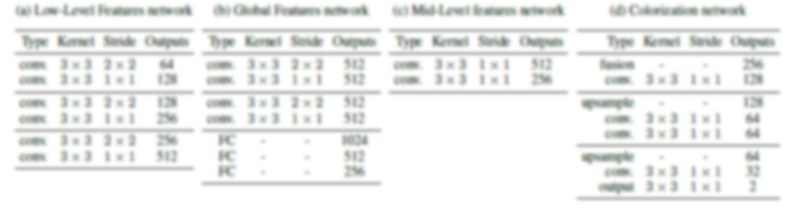 (a) Low-Level Features network
Type Kernel Stride Outputs
conv. 3 × 3 2 × 2 64
conv. 3 × 3 1 × 1 128
conv. 3 × 3 2 × 2 128
conv. 3 × 3 1 × 1 256
conv. 3 × 3 2 × 2 256
conv. 3 × 3 1 × 1 512
(b) Global Features network
Type Kernel Stride Outputs
conv. 3 × 3 2 × 2 512
conv. 3 × 3 1 × 1 512
conv. 3 × 3 2 × 2 512
conv. 3 × 3 1 × 1 512
FC - - 1024
FC - - 512
FC - - 256
(c) Mid-Level features network
Type Kernel Stride Outputs
conv. 3 × 3 1 × 1 512
conv. 3 × 3 1 × 1 256
(d) Colorization network
Type Kernel Stride Outputs
fusion - - 256
conv. 3 × 3 1 × 1 128
upsample - - 128
conv. 3 × 3 1 × 1 64
conv. 3 × 3 1 × 1 64
upsample - - 64
conv. 3 × 3 1 × 1 32
output 3 × 3 1 × 1 2